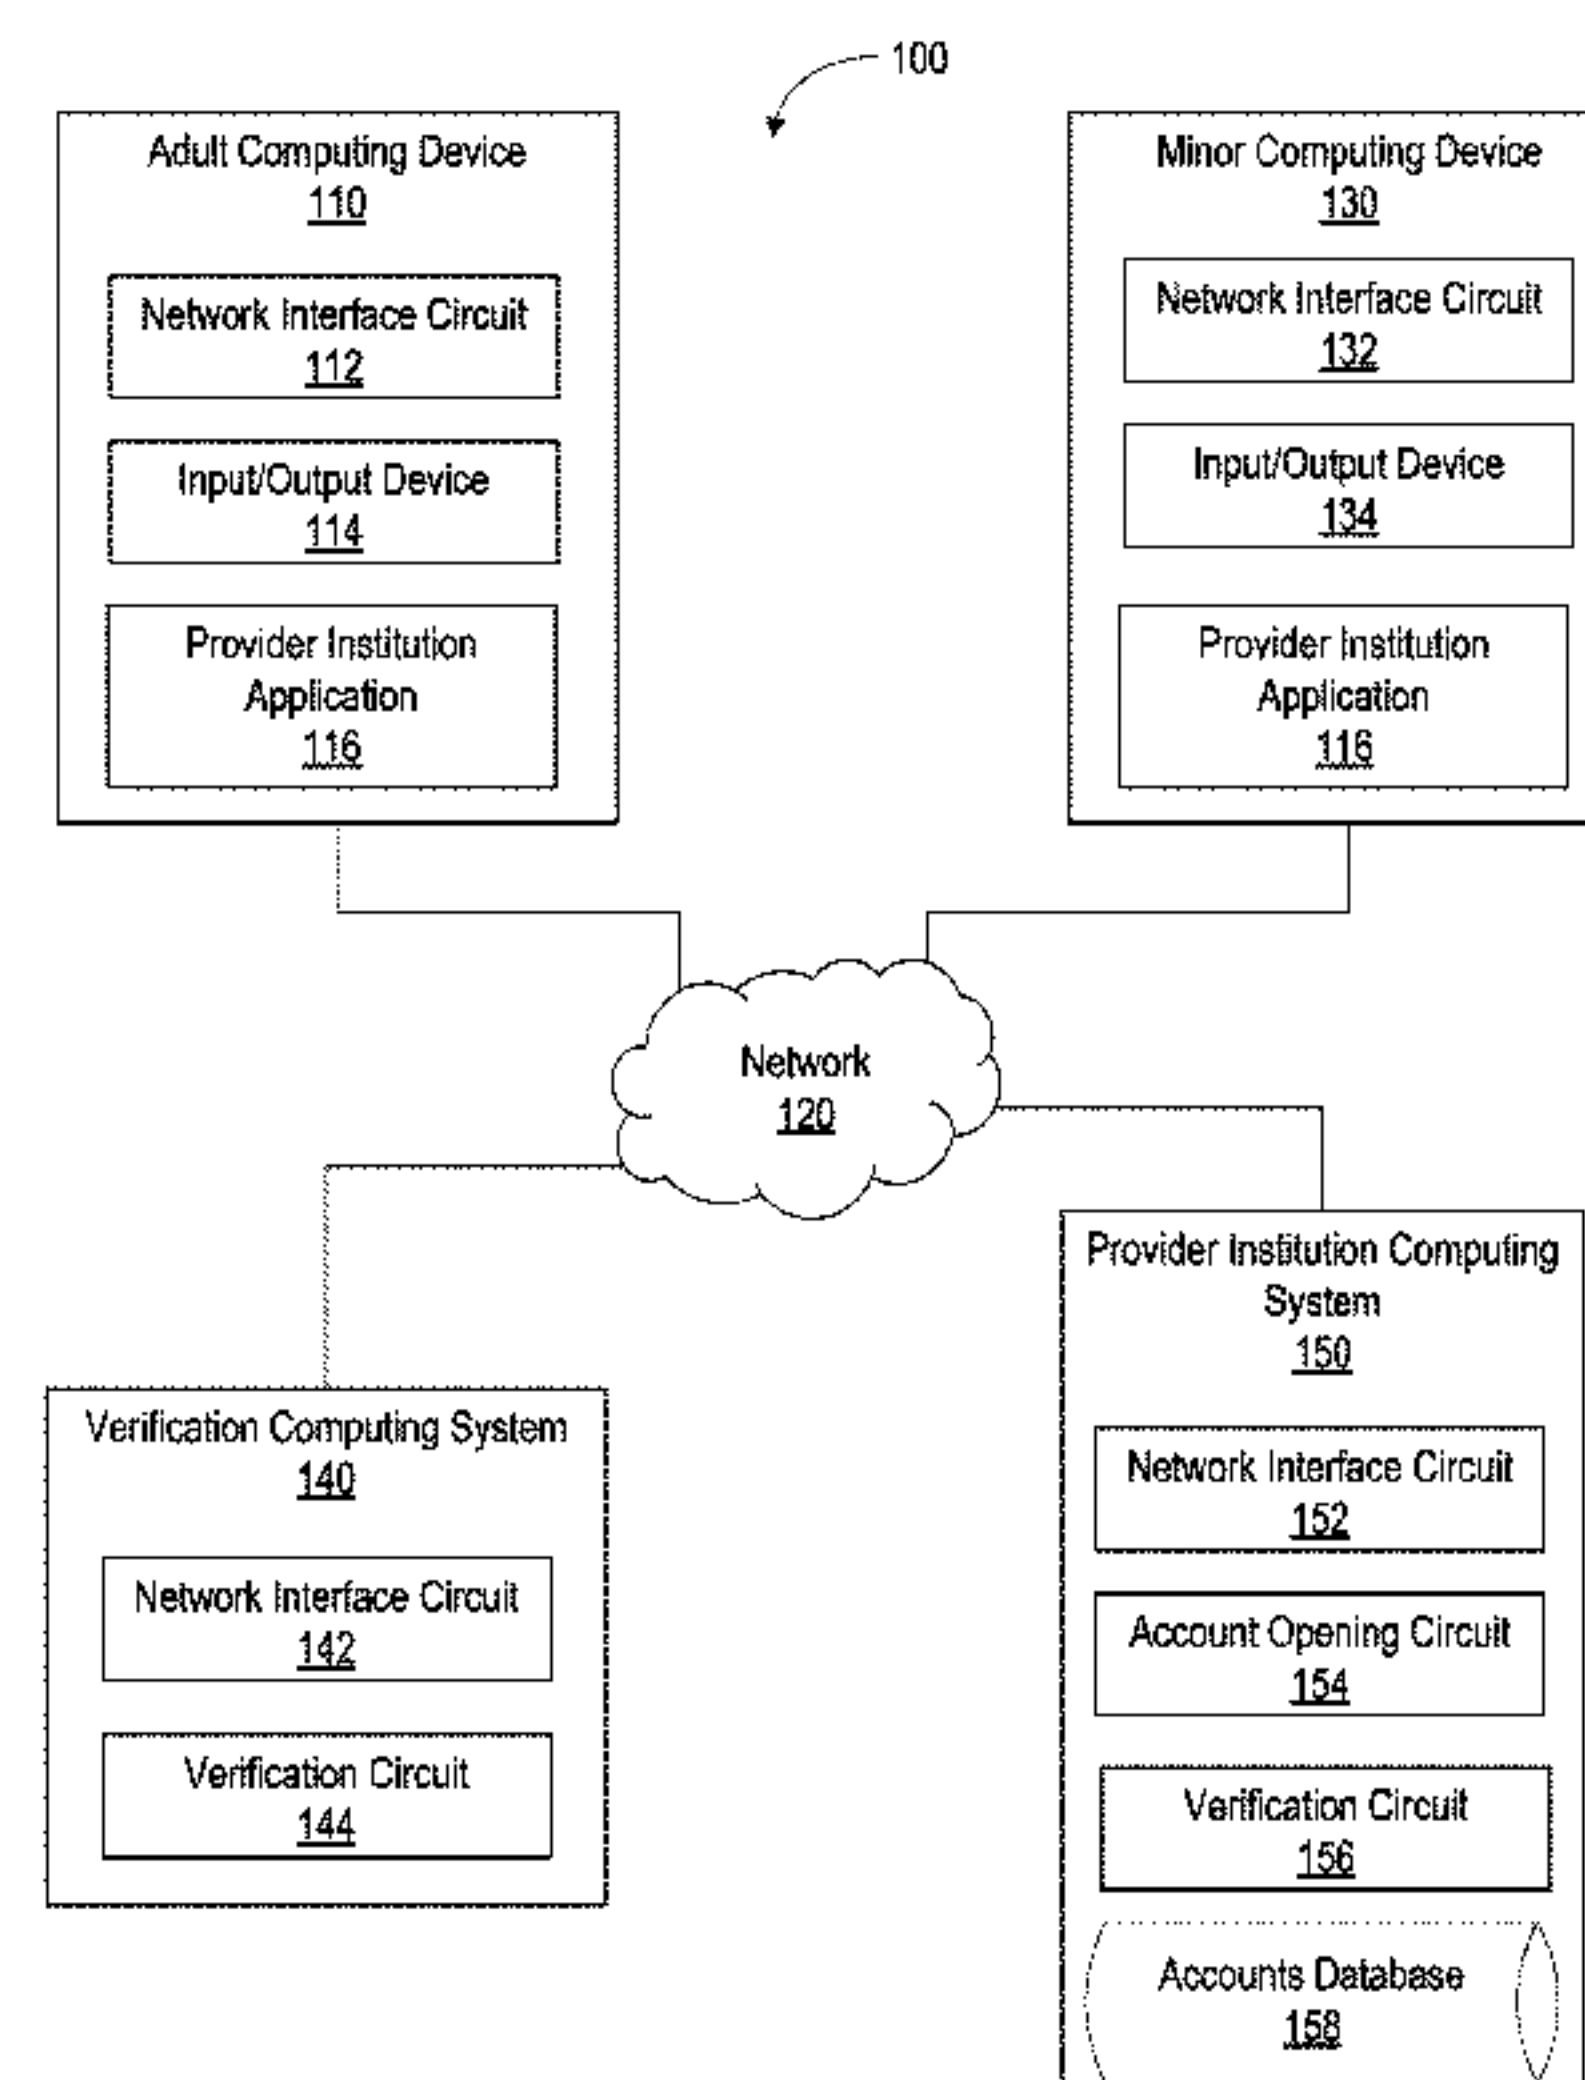 100
Adult Computing Device
110
Network Interface Circuit
112
Input/Output Device
114
Provider Institution
Application
116
Minor Computing Device
130
Network Interface Circuit
132
Input/Output Device
134
Provider Institution
Application
116
Network
120
Verification Computing System
140
Network Interface Circuit
142
Verification Circuit
144
Provider Institution Computing
System
150
Network Interface Circuit
152
Account Opening Circuit
154
Verification Circuit
156
Accounts Database
158